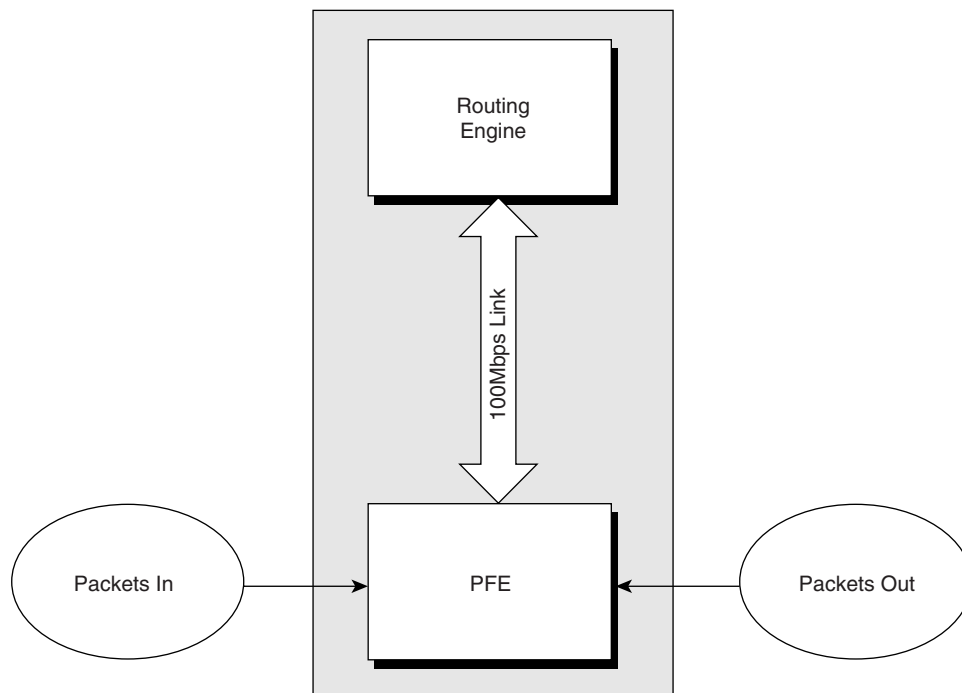 Routing
Engine
100Mbps Link
Packets In
PFE
Packets Out